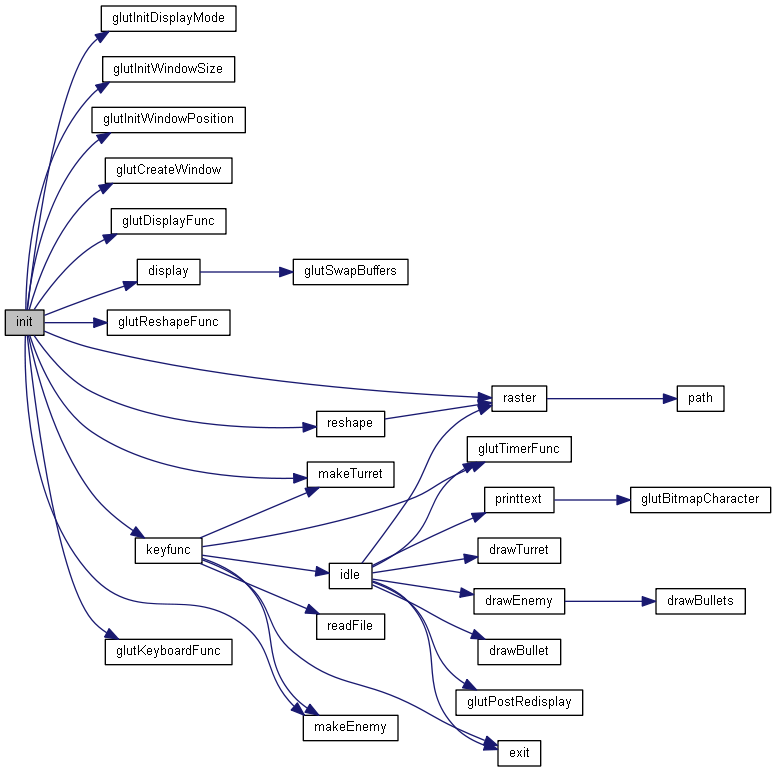 glutInitDisplayMode
glutInitWindowSize
glutInitWindowPosition
glutCreateWindow
glutDisplayFunc
display
glutSwapBuffers
init
glutReshapeFunc
raster
path
reshape
glutTimerFunc
makeTurret
printtext
glutBitmapCharacter
keyfunc
drawTurret
idle
drawEnemy
drawBullets
readFile
glutKeyboardFunc
drawBullet
glutPostRedisplay
makeEnemy
exit